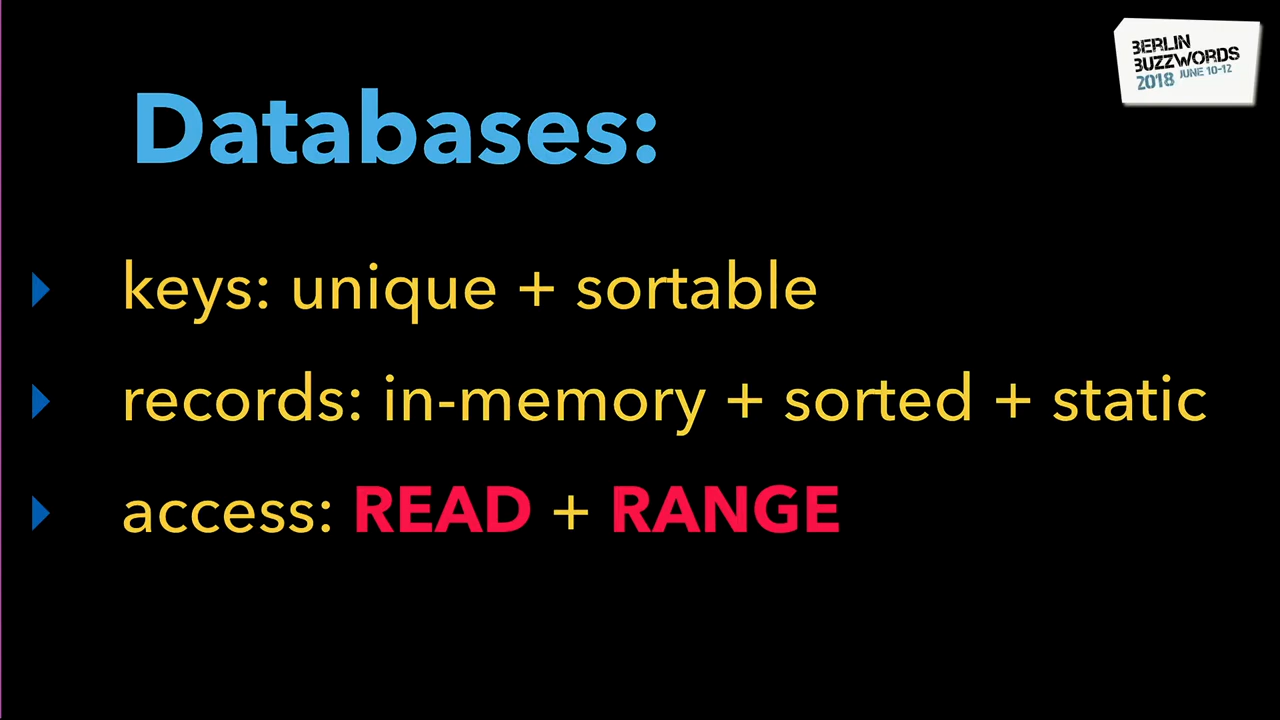 BERLIN
BUZZWORDS
2018 JUNE 10-12
Databases:
keys: unique + sortable
records: in-memory + sorted + static
access: READ + RANGE